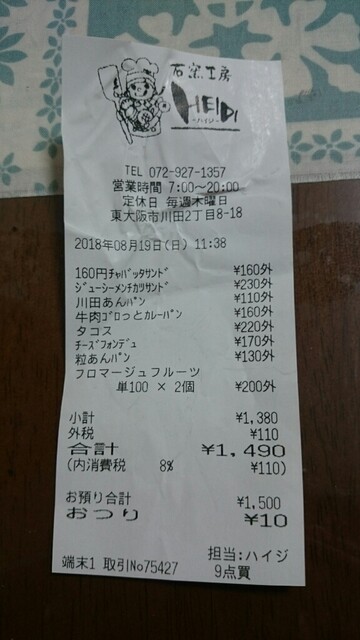 石窯工房
HEIDI
~ハイジ~
TEL 072-927-1357
営業時間 7:00~20:00
定休日 毎週木曜日
東大阪市川田2丁目8-18
2018年08月19日(日) 11:38
160円ﾁｬﾊﾞｯﾀｻﾝﾄﾞ ¥160外
ｼﾞｭｰｼｰﾒﾝﾁｶﾂｻﾝﾄﾞ ¥230外
川田あんﾊﾟﾝ ¥110外
牛肉ｺﾞﾛっとｶﾚｰﾊﾟﾝ ¥160外
タコス ¥220外
ﾁｰｽﾞﾌｫﾝﾃﾞｭ ¥170外
粒あんﾊﾟﾝ ¥130外
フロマージュフルーツ
単100 × 2個 ¥200外
小計 ¥1,380
外税 ¥110
合計 ¥1,490
(内消費税 8% ¥110)
お預り合計 ¥1,500
おつり ¥10
担当:ハイジ
端末1 取引No75427 9点買